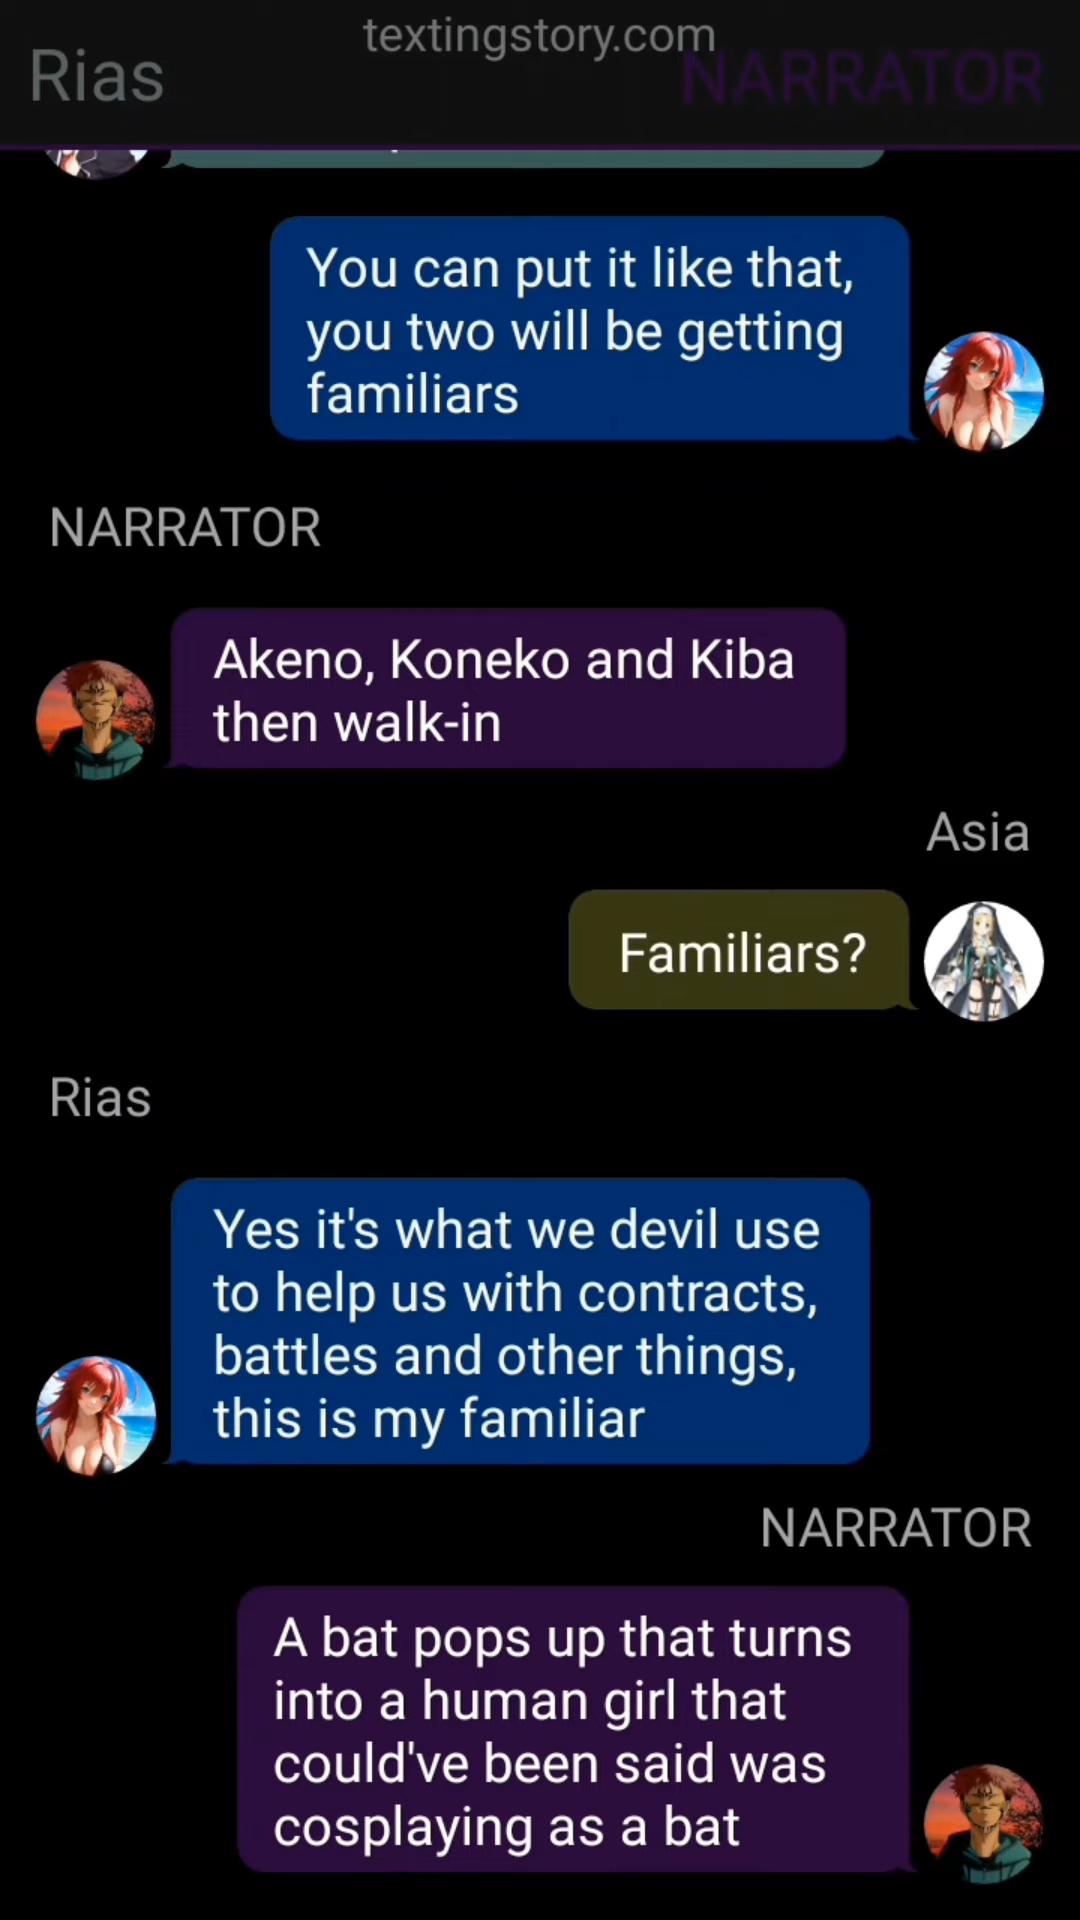 textingstory.com
Rias
NARRATOR
You can put it like that,
you two will be getting
familiars
NARRATOR
Akeno, Koneko and Kiba
then walk-in
Asia
Familiars?
Rias
Yes it's what we devil use
to help us with contracts,
battles and other things,
this is my familiar
NARRATOR
A bat pops up that turns
into a human girl that
could've been said was
cosplaying as a bat